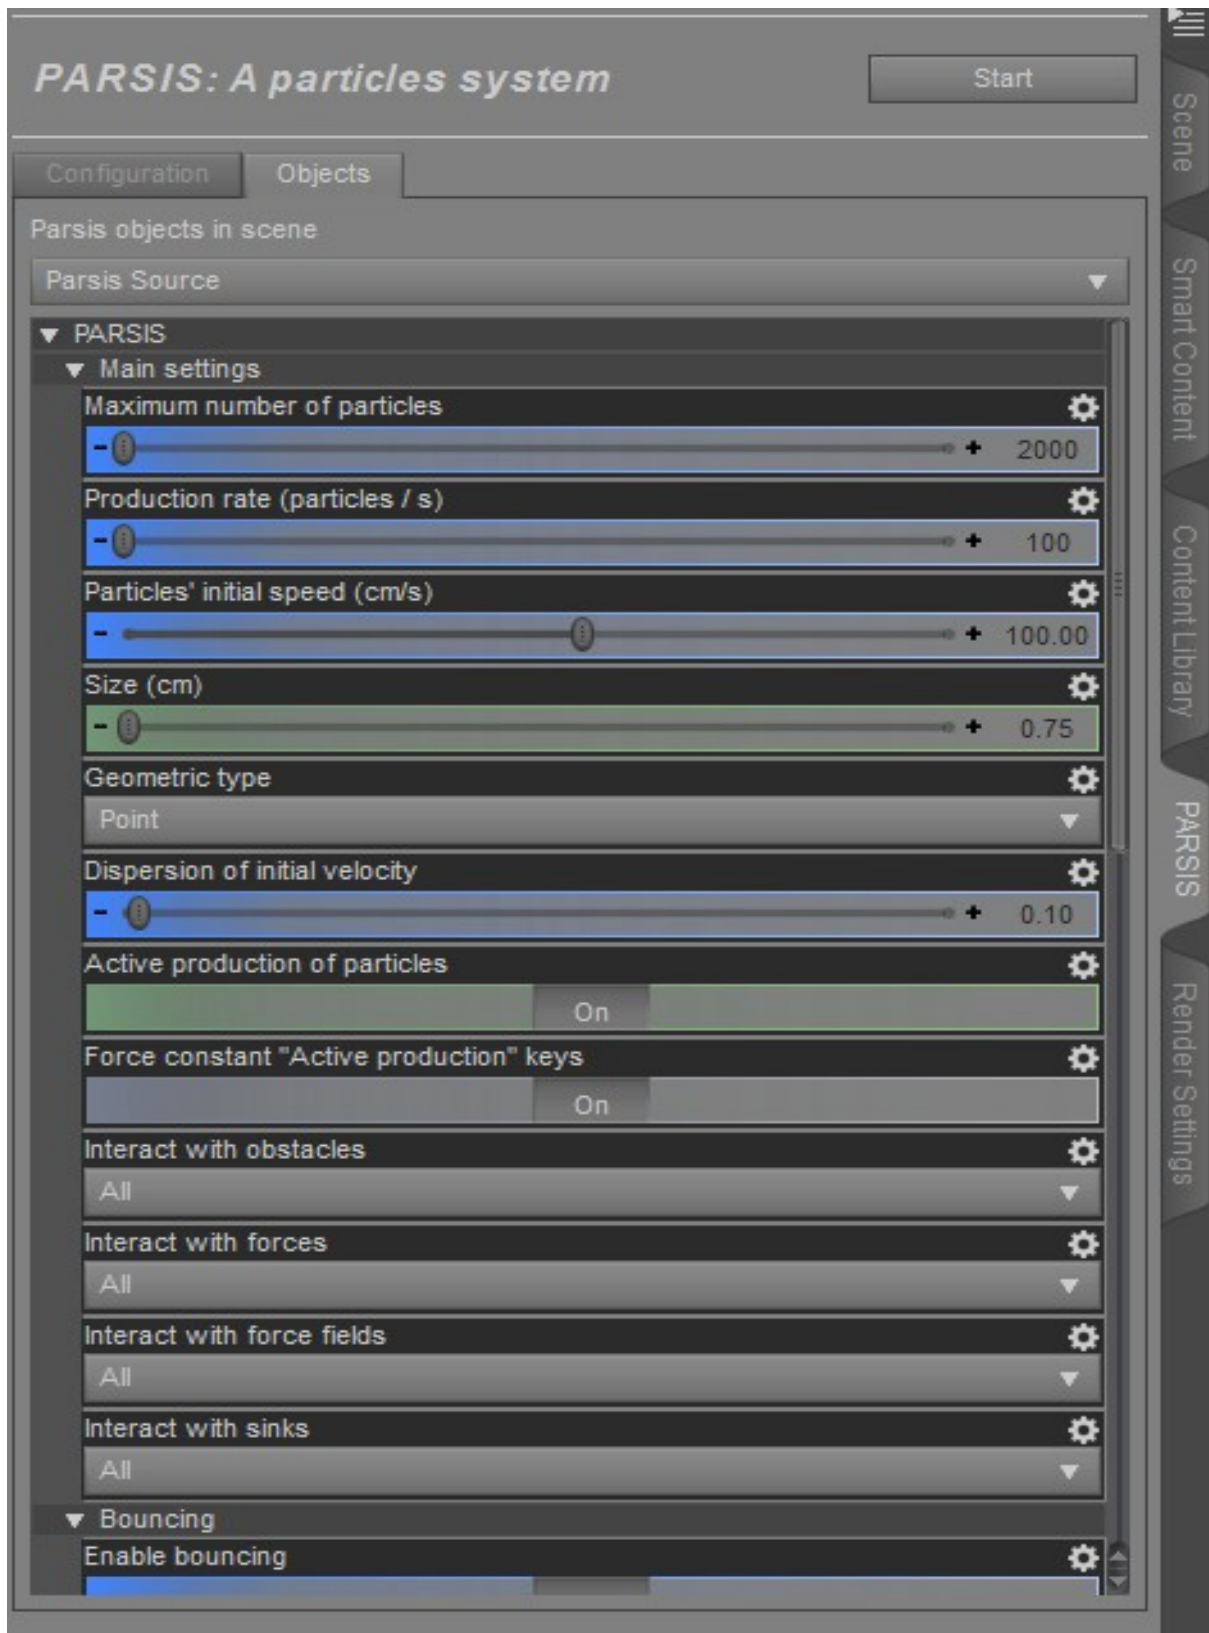 PARSIS: A particles system
Start
Configuration
Objects
Parsis objects in scene
Parsis Source
PARSIS
Main settings
Maximum number of particles
- + 2000
Production rate (particles / s)
- + 100
Particles' initial speed (cm/s)
- + 100.00
Size (cm)
- + 0.75
Geometric type
Point
Dispersion of initial velocity
- + 0.10
Active production of particles
On
Force constant "Active production" keys
On
Interact with obstacles
All
Interact with forces
All
Interact with force fields
All
Interact with sinks
All
Bouncing
Enable bouncing
Scene
Smart Content
Content Library
PARSIS
Render Settings